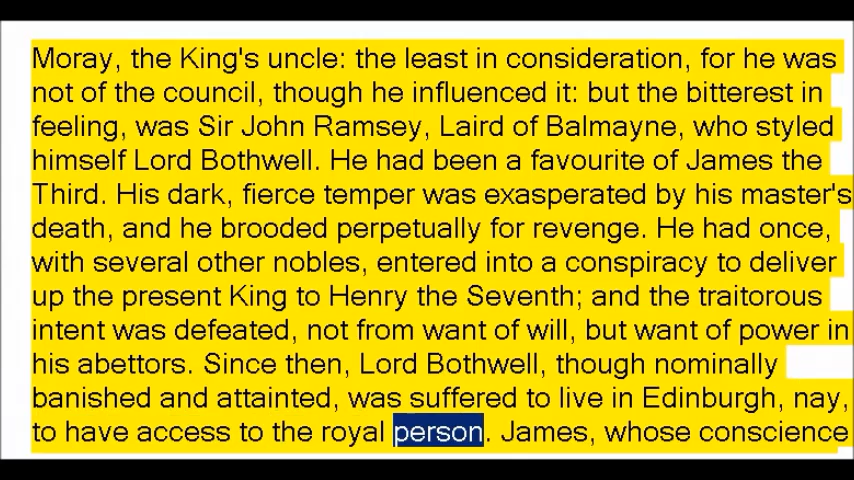 Moray, the King's uncle: the least in consideration, for he was
not of the council, though he influenced it: but the bitterest in
feeling, was Sir John Ramsey, Laird of Balmayne, who styled
himself Lord Bothwell. He had been a favourite of James the
Third. His dark, fierce temper was exasperated by his master's
death, and he brooded perpetually for revenge. He had once,
with several other nobles, entered into a conspiracy to deliver
up the present King to Henry the Seventh; and the traitorous
intent was defeated, not from want of will, but want of power in
his abettors. Since then, Lord Bothwell, though nominally
banished and attainted, was suffered to live in Edinburgh, nay,
to have access to the royal person. James, whose conscience